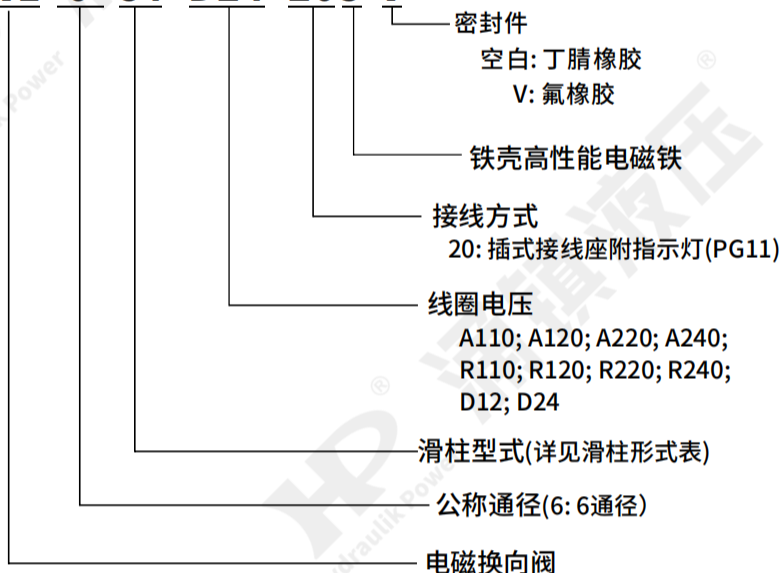 密封件
空白: 丁腈橡胶
V: 氟橡胶
铁壳高性能电磁铁
接线方式
20: 插式接线座附指示灯(PG11)
线圈电压
A110; A120; A220; A240;
R110; R120; R220; R240;
D12; D24
滑柱型式(详见滑柱形式表)
公称通径(6: 6通径）
电磁换向阀